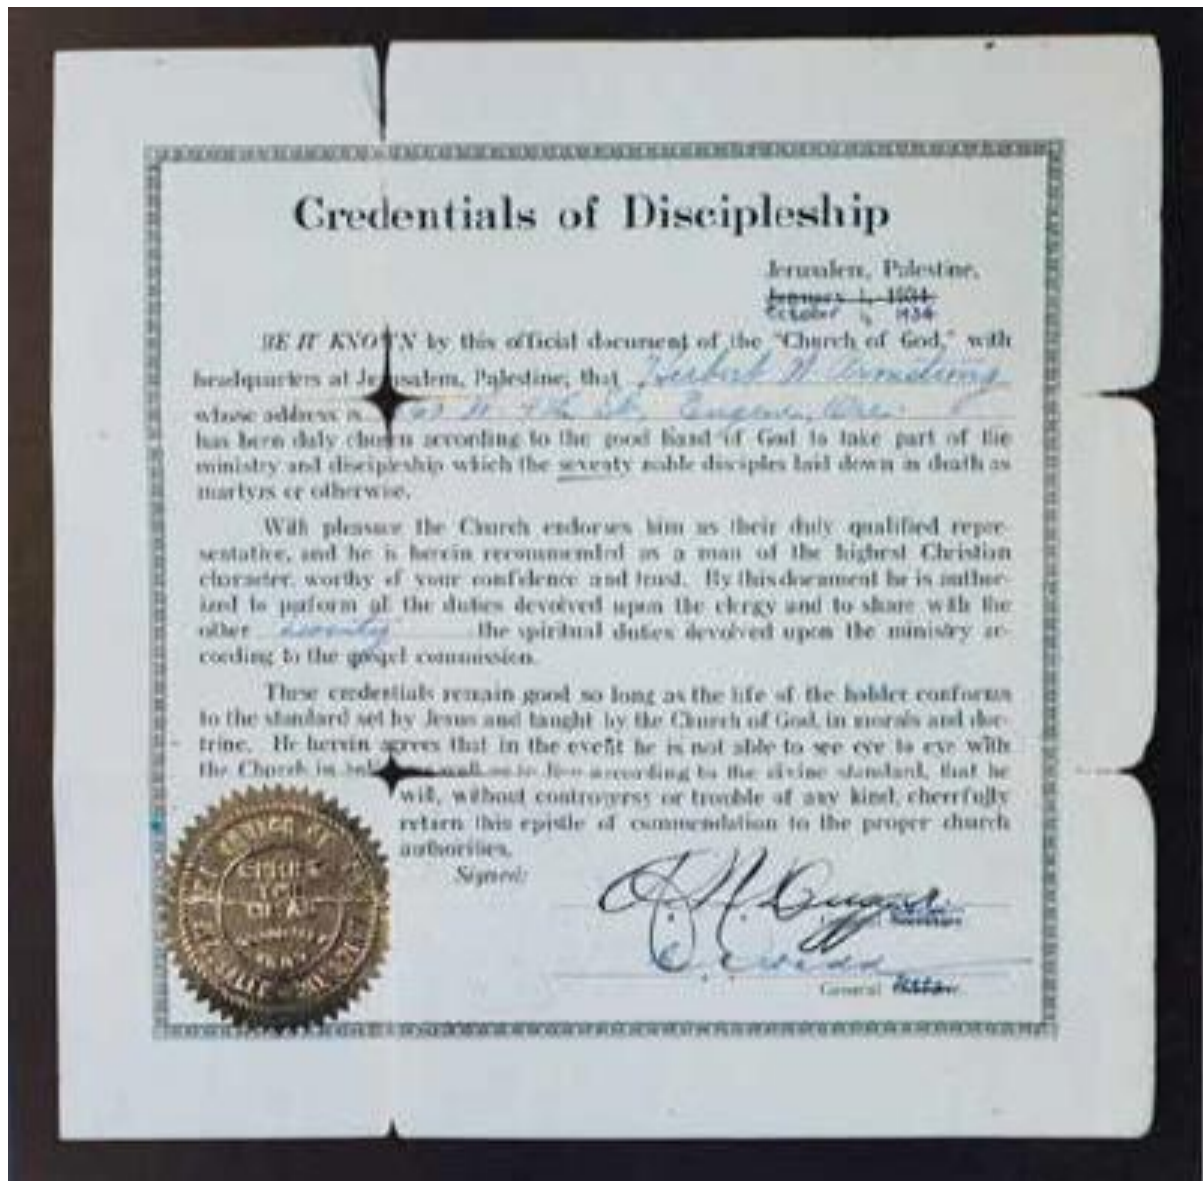 Credentials of Discipleship
Jerusalem, Palestine,
January 1, 1934
October 1, 1934
BE IT KNOWN by this official document of the "Church of God," with
headquarters at Jerusalem, Palestine; that Herbert W Armstrong
whose address is 4th St, Eugene, Ore.
has been duly chosen according to the good hand of God to take part of the
ministry and discipleship which the seventy noble disciples laid down in death as
martyrs or otherwise.
With pleasure the Church endorses him as their duly qualified repre-
sentative, and he is herein recommended as a man of the highest Christian
character, worthy of your confidence and trust. By this document he is author-
ized to perform all the duties devolved upon the clergy and to share with the
other seventy the spiritual duties devolved upon the ministry ac-
cording to the gospel commission.
These credentials remain good so long as the life of the holder conforms
to the standard set by Jesus and taught by the Church of God, in morals and doc-
trine. He herein agrees that in the event he is not able to see eye to eye with
the Church in well as to live according to the divine standard, that he
will, without controversy or trouble of any kind, cheerfully
return this epistle of commendation to the proper church
authorities.
Signed:
A. N. Dugger
Secretary
General